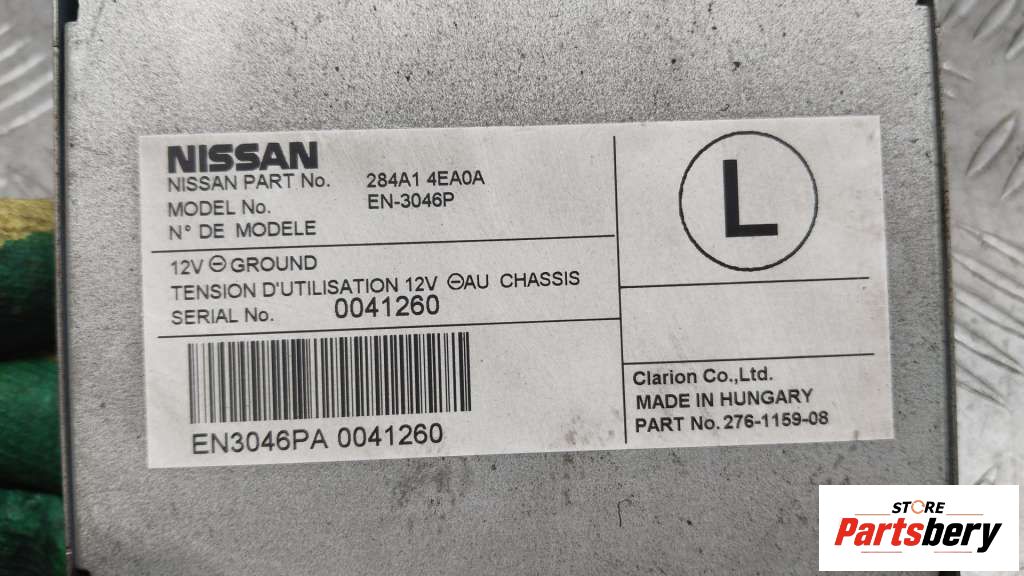 NISSAN
NISSAN PART No. 284A1 4EA0A
MODEL No. EN-3046P
N° DE MODELE
12V ⊖ GROUND
TENSION D'UTILISATION 12V ⊖AU CHASSIS
SERIAL No. 0041260
EN3046PA 0041260
L
Clarion Co.,Ltd.
MADE IN HUNGARY
PART No. 276-1159-08
STORE
Partsbery